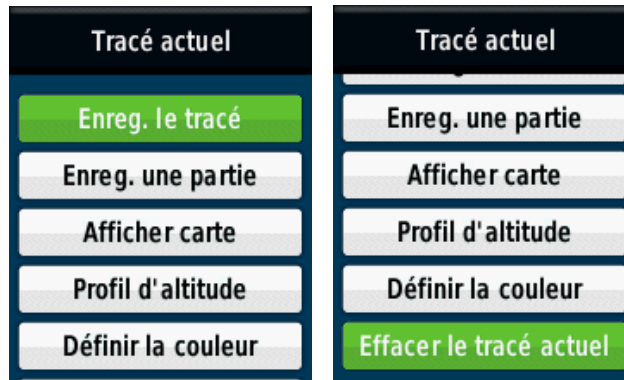 Tracé actuel
Enreg. le tracé
Enreg. une partie
Afficher carte
Profil d'altitude
Définir la couleur
Tracé actuel
Enreg. une partie
Afficher carte
Profil d'altitude
Définir la couleur
Effacer le tracé actuel